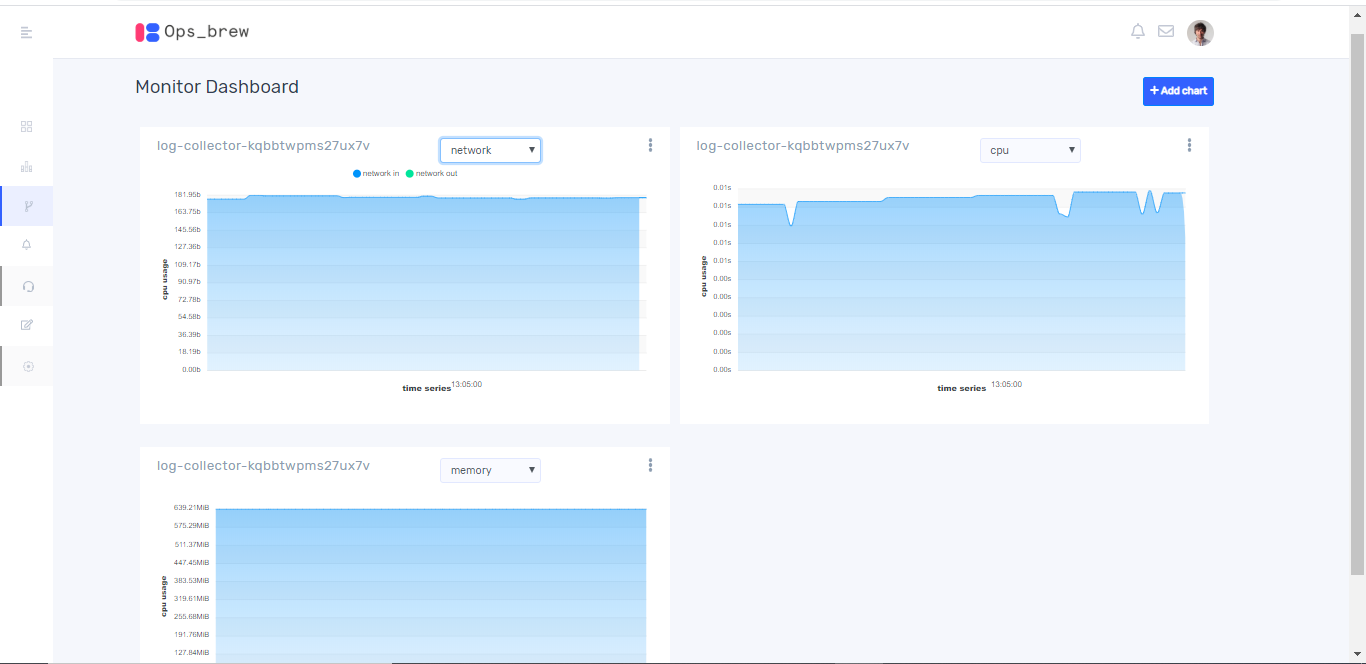 Ops_brew
Monitor Dashboard
+ Add chart
log-collector-kqbbtwpms27ux7v
network
network in
network out
181.95b
163.75b
145.56b
127.36b
109.17b
90.97b
72.78b
54.58b
36.39b
18.19b
0.00b
cpu usage
13:05:00
time series
log-collector-kqbbtwpms27ux7v
cpu
0.01s
0.01s
0.01s
0.01s
0.01s
0.00s
0.00s
0.00s
0.00s
0.00s
0.00s
cpu usage
13:05:00
time series
log-collector-kqbbtwpms27ux7v
memory
639.21MiB
575.29MiB
511.37MiB
447.45MiB
383.53MiB
319.61MiB
255.68MiB
191.76MiB
127.84MiB
cpu usage